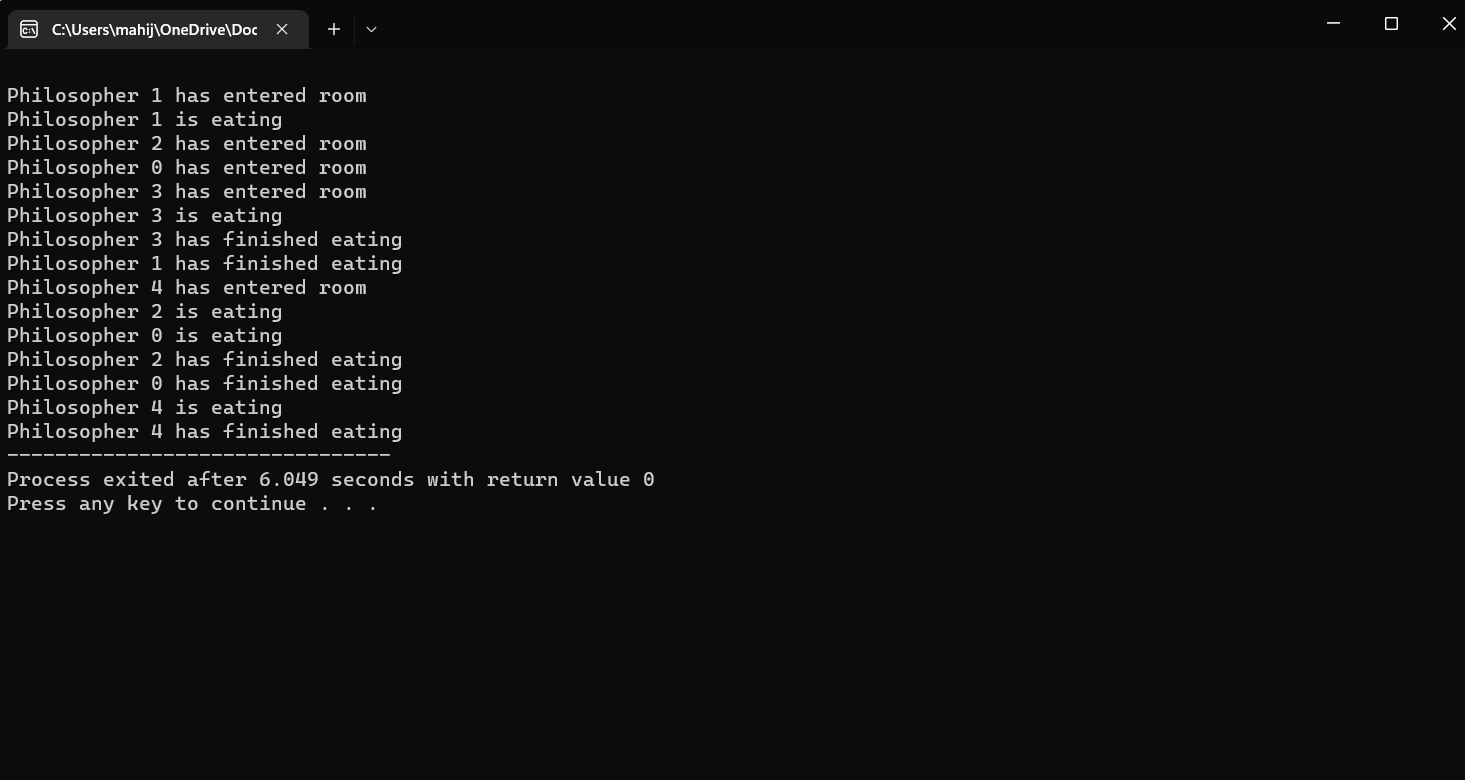 C:\Users\mahij\OneDrive\Doc
Philosopher 1 has entered room
Philosopher 1 is eating
Philosopher 2 has entered room
Philosopher 0 has entered room
Philosopher 3 has entered room
Philosopher 3 is eating
Philosopher 3 has finished eating
Philosopher 1 has finished eating
Philosopher 4 has entered room
Philosopher 2 is eating
Philosopher 0 is eating
Philosopher 2 has finished eating
Philosopher 0 has finished eating
Philosopher 4 is eating
Philosopher 4 has finished eating
--------------------------------
Process exited after 6.049 seconds with return value 0
Press any key to continue . . .